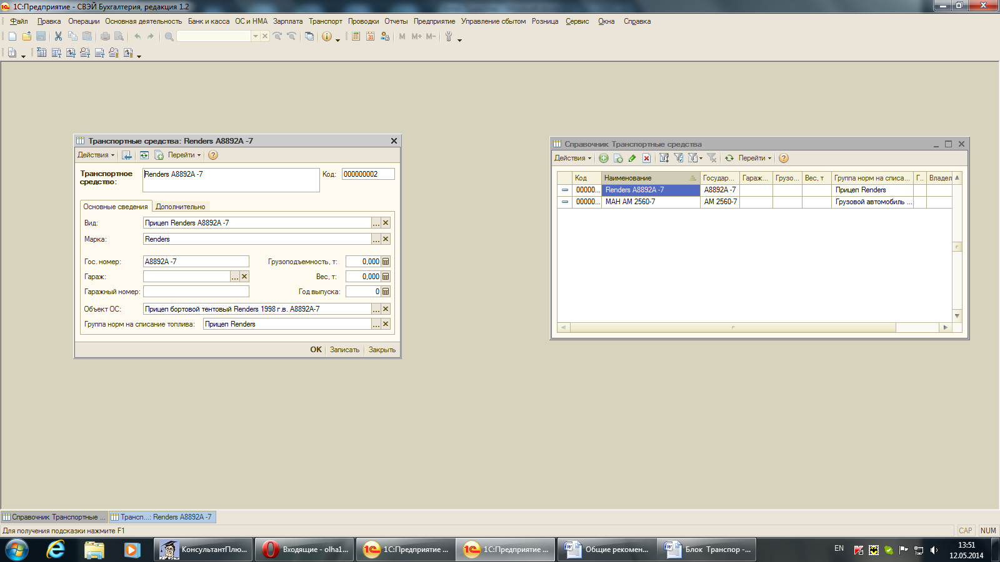 1С:Предприятие - СВЭЙ Бухгалтерия, редакция 1.2
Файл Правка Операции Основная деятельность Банк и касса ОС и НМА Зарплата Транспорт Проводки Отчеты Предприятие Управление сбытом Розница Сервис Окна Справка
M M+ M−
Транспортные средства: Renders A8892A -7
Действия Перейти
Транспортное средство: Renders A8892A -7 Код: 000000002
Основные сведения Дополнительно
Вид: Прицеп Renders A8892A -7
Марка: Renders
Гос. номер: A8892A -7 Грузоподъемность, т: 0,000
Гараж: Вес, т: 0,000
Гаражный номер: Год выпуска: 0
Объект ОС: Прицеп бортовой тентовый Renders 1998 г.в. A8892A-7
Группа норм на списание топлива: Прицеп Renders
OK Записать Закрыть
Справочник Транспортные средства
Действия Перейти
Код Наименование Государ... Гараж... Грузо... Вес, т Группа норм на списа... Г.. Владел
00000... Renders A8892A -7 A8892A -7 Прицеп Renders
00000... МАН АМ 2560-7 АМ 2560-7 Грузовой автомобиль ...
Справочник Транспортные ... Трансп...: Renders A8892A -7
Для получения подсказки нажмите F1 CAP NUM
КонсультантПлю... Входящие - olha1... 1С:Предприятие ... 1С:Предприятие ... Общие рекомен... Блок Транспор -... EN 13:51
12.05.2014